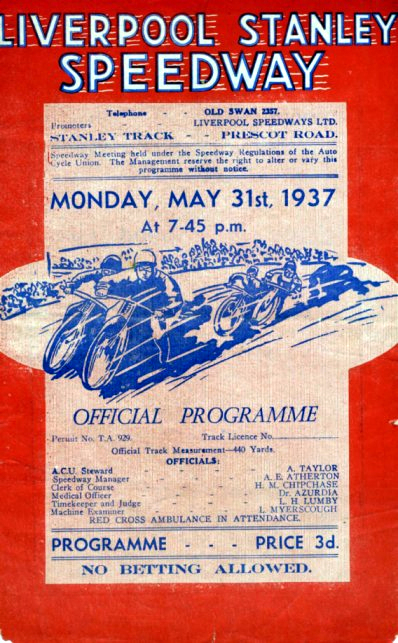 LIVERPOOL STANLEY
SPEEDWAY
Telephone - OLD SWAN 2357.
Promoters LIVERPOOL SPEEDWAYS LTD.
STANLEY TRACK - - PRESCOT ROAD.
Speedway Meeting held under the Speedway Regulations of the Auto
Cycle Union. The Management reserve the right to alter or vary this
programme without notice.
MONDAY, MAY 31st, 1937
At 7-45 p.m.
OFFICIAL PROGRAMME
Permit No. T.A. 929. Track Licence No.
Official Track Measurement—440 Yards.
OFFICIALS:
A.C.U. Steward - - - A. TAYLOR
Speedway Manager - - - A. E. ATHERTON
Clerk of Course - - - H. M. CHIPCHASE
Medical Officer - - - Dr. AZURDIA
Timekeeper and Judge - - - L. H. LUMBY
Machine Examiner - - - I. MYERSCOUGH
RED CROSS AMBULANCE IN ATTENDANCE.
PROGRAMME - - - PRICE 3d.
NO BETTING ALLOWED.